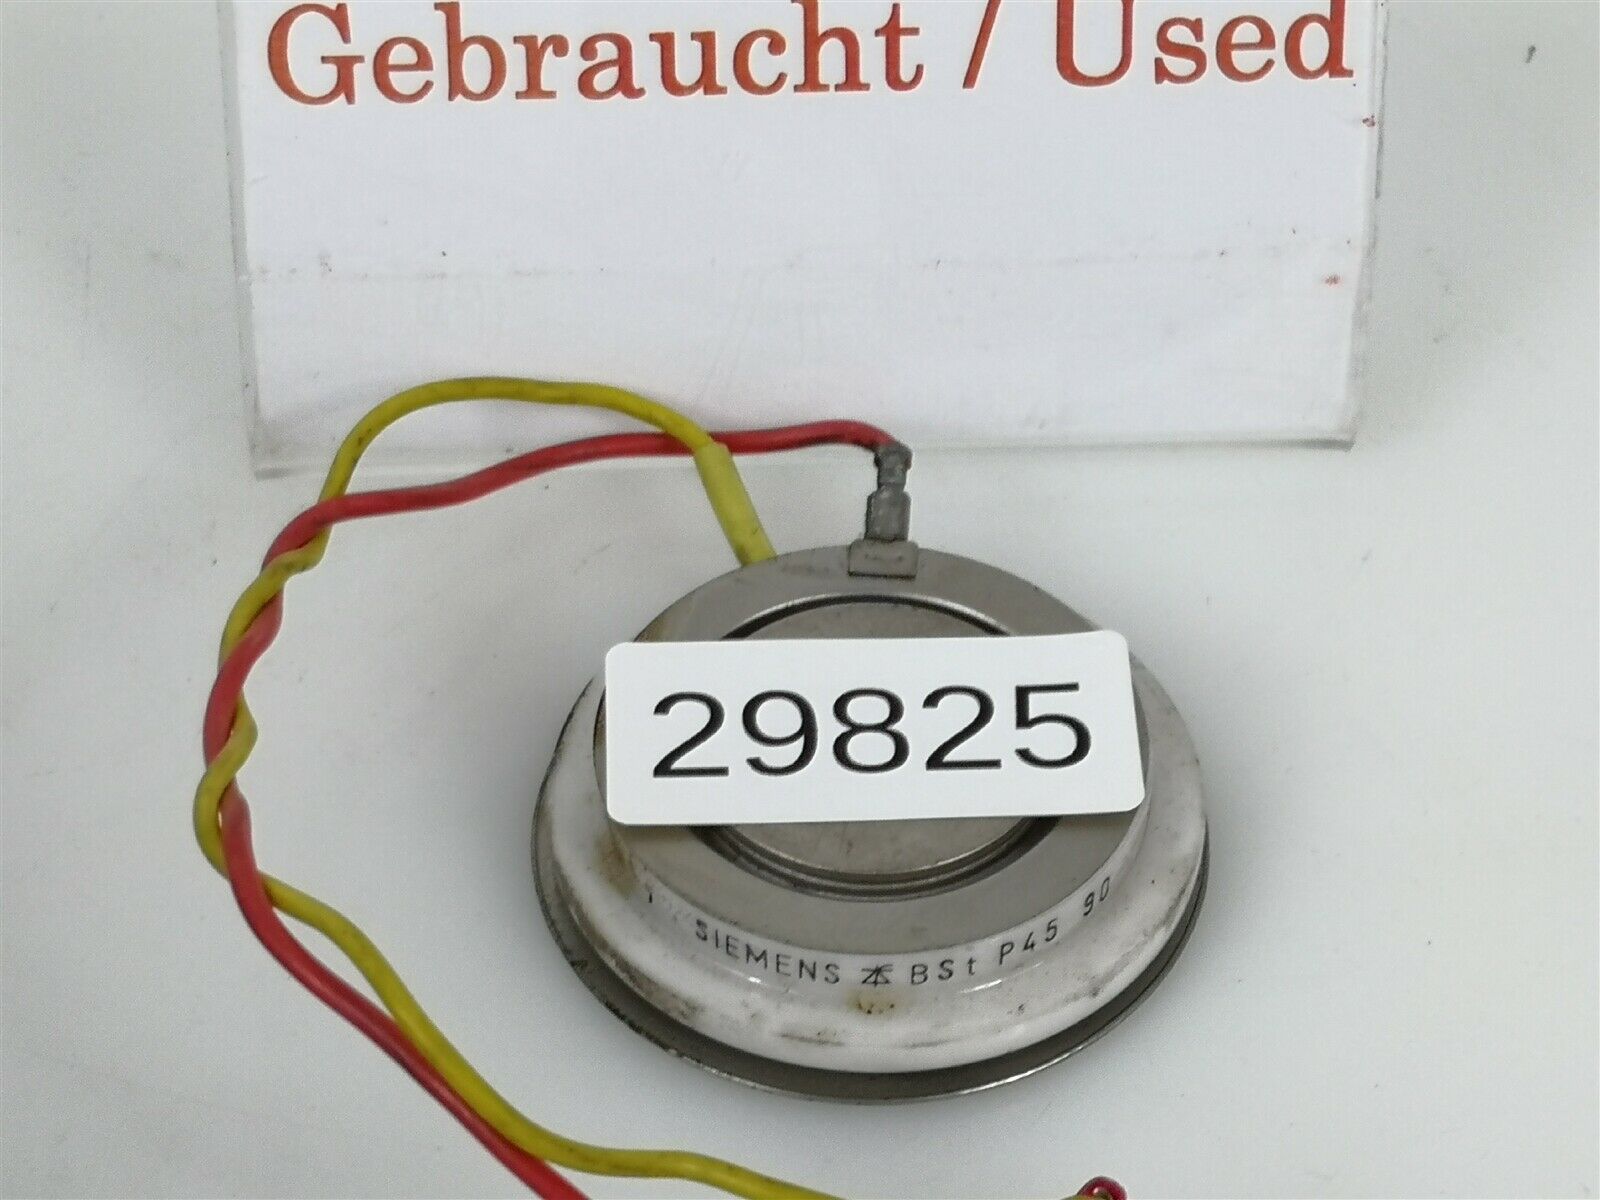 Gebraucht / Used
29825
SIEMENS BSt P45 90